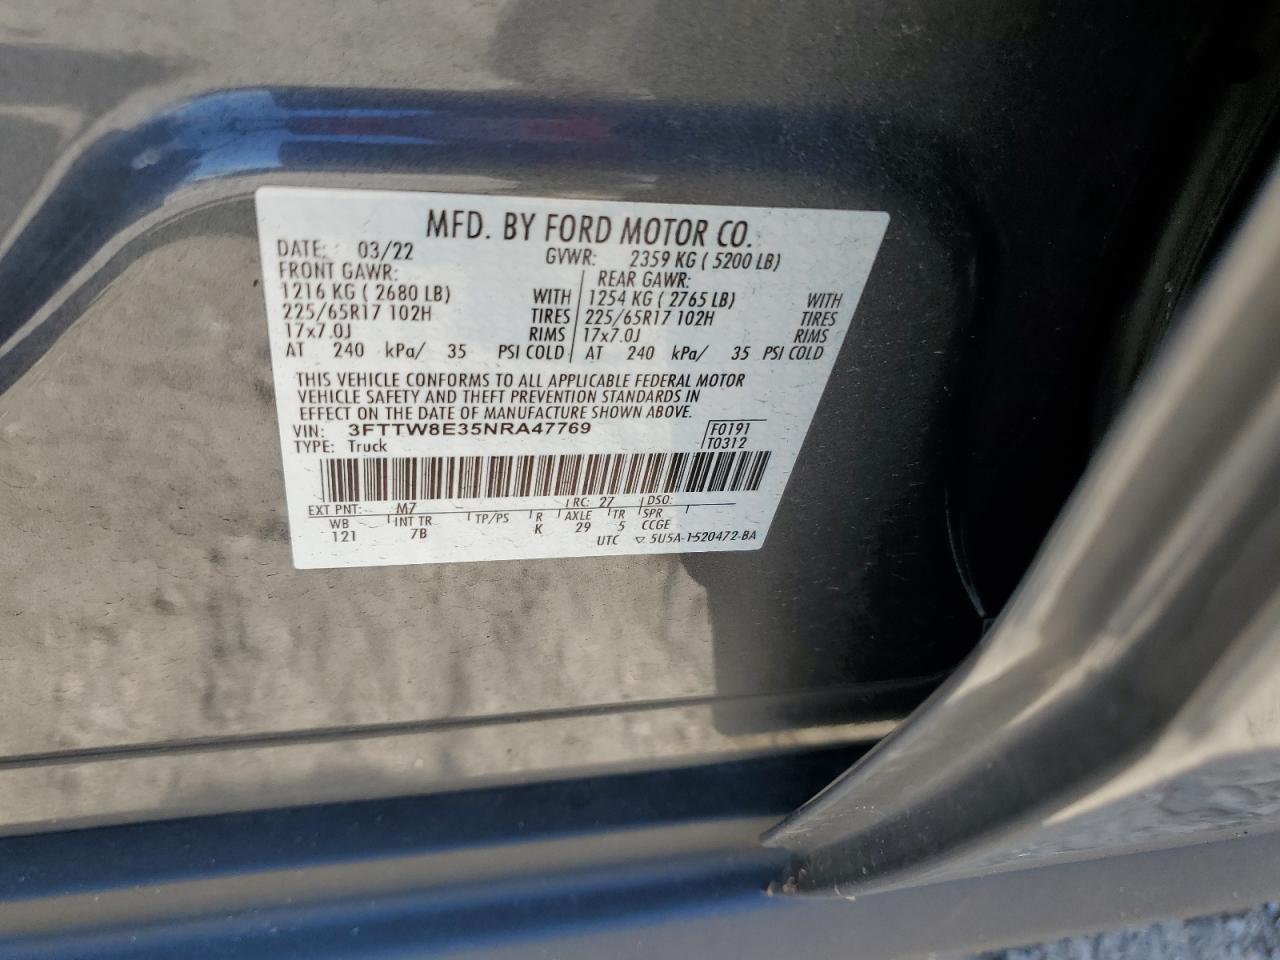 MFD. BY FORD MOTOR CO.
DATE: 03/22 GVWR: 2359 KG ( 5200 LB)
FRONT GAWR: REAR GAWR:
1216 KG ( 2680 LB) WITH 1254 KG ( 2765 LB) WITH
225/65R17 102H TIRES 225/65R17 102H TIRES
17x7.0J RIMS 17x7.0J RIMS
AT 240 kPa/ 35 PSI COLD AT 240 kPa/ 35 PSI COLD
THIS VEHICLE CONFORMS TO ALL APPLICABLE FEDERAL MOTOR
VEHICLE SAFETY AND THEFT PREVENTION STANDARDS IN
EFFECT ON THE DATE OF MANUFACTURE SHOWN ABOVE.
VIN: 3FTTW8E35NRA47769 F0191
TYPE: Truck T0312
EXT PNT: M7 RC: 27 DSO:
WB INT TR TP/PS R AXLE TR SPR
121 7B K 29 5 CCGE
UTC ▽ 5U5A-1520472-BA